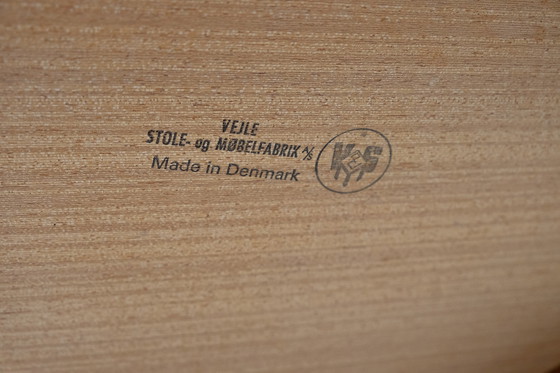 VEJLE
STOLE- og MØBELFABRIK A/S
Made in Denmark
K&S